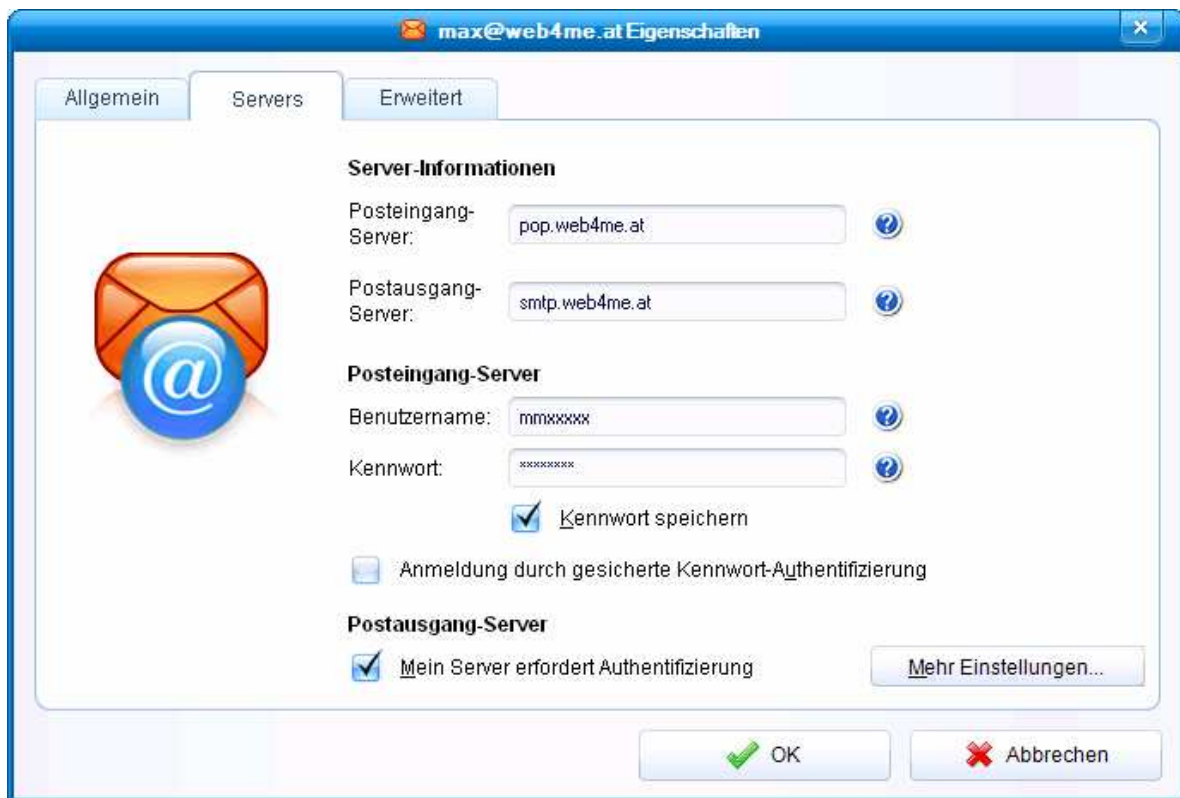 max@web4me.at Eigenschaften
Allgemein
Servers
Erweitert
Server-Informationen
Posteingang-
Server:
pop.web4me.at
Postausgang-
Server:
smtp.web4me.at
Posteingang-Server
Benutzername:
mmxxxxx
Kennwort:
xxxxxxxx
Kennwort speichern
Anmeldung durch gesicherte Kennwort-Authentifizierung
Postausgang-Server
Mein Server erfordert Authentifizierung
Mehr Einstellungen...
OK
Abbrechen